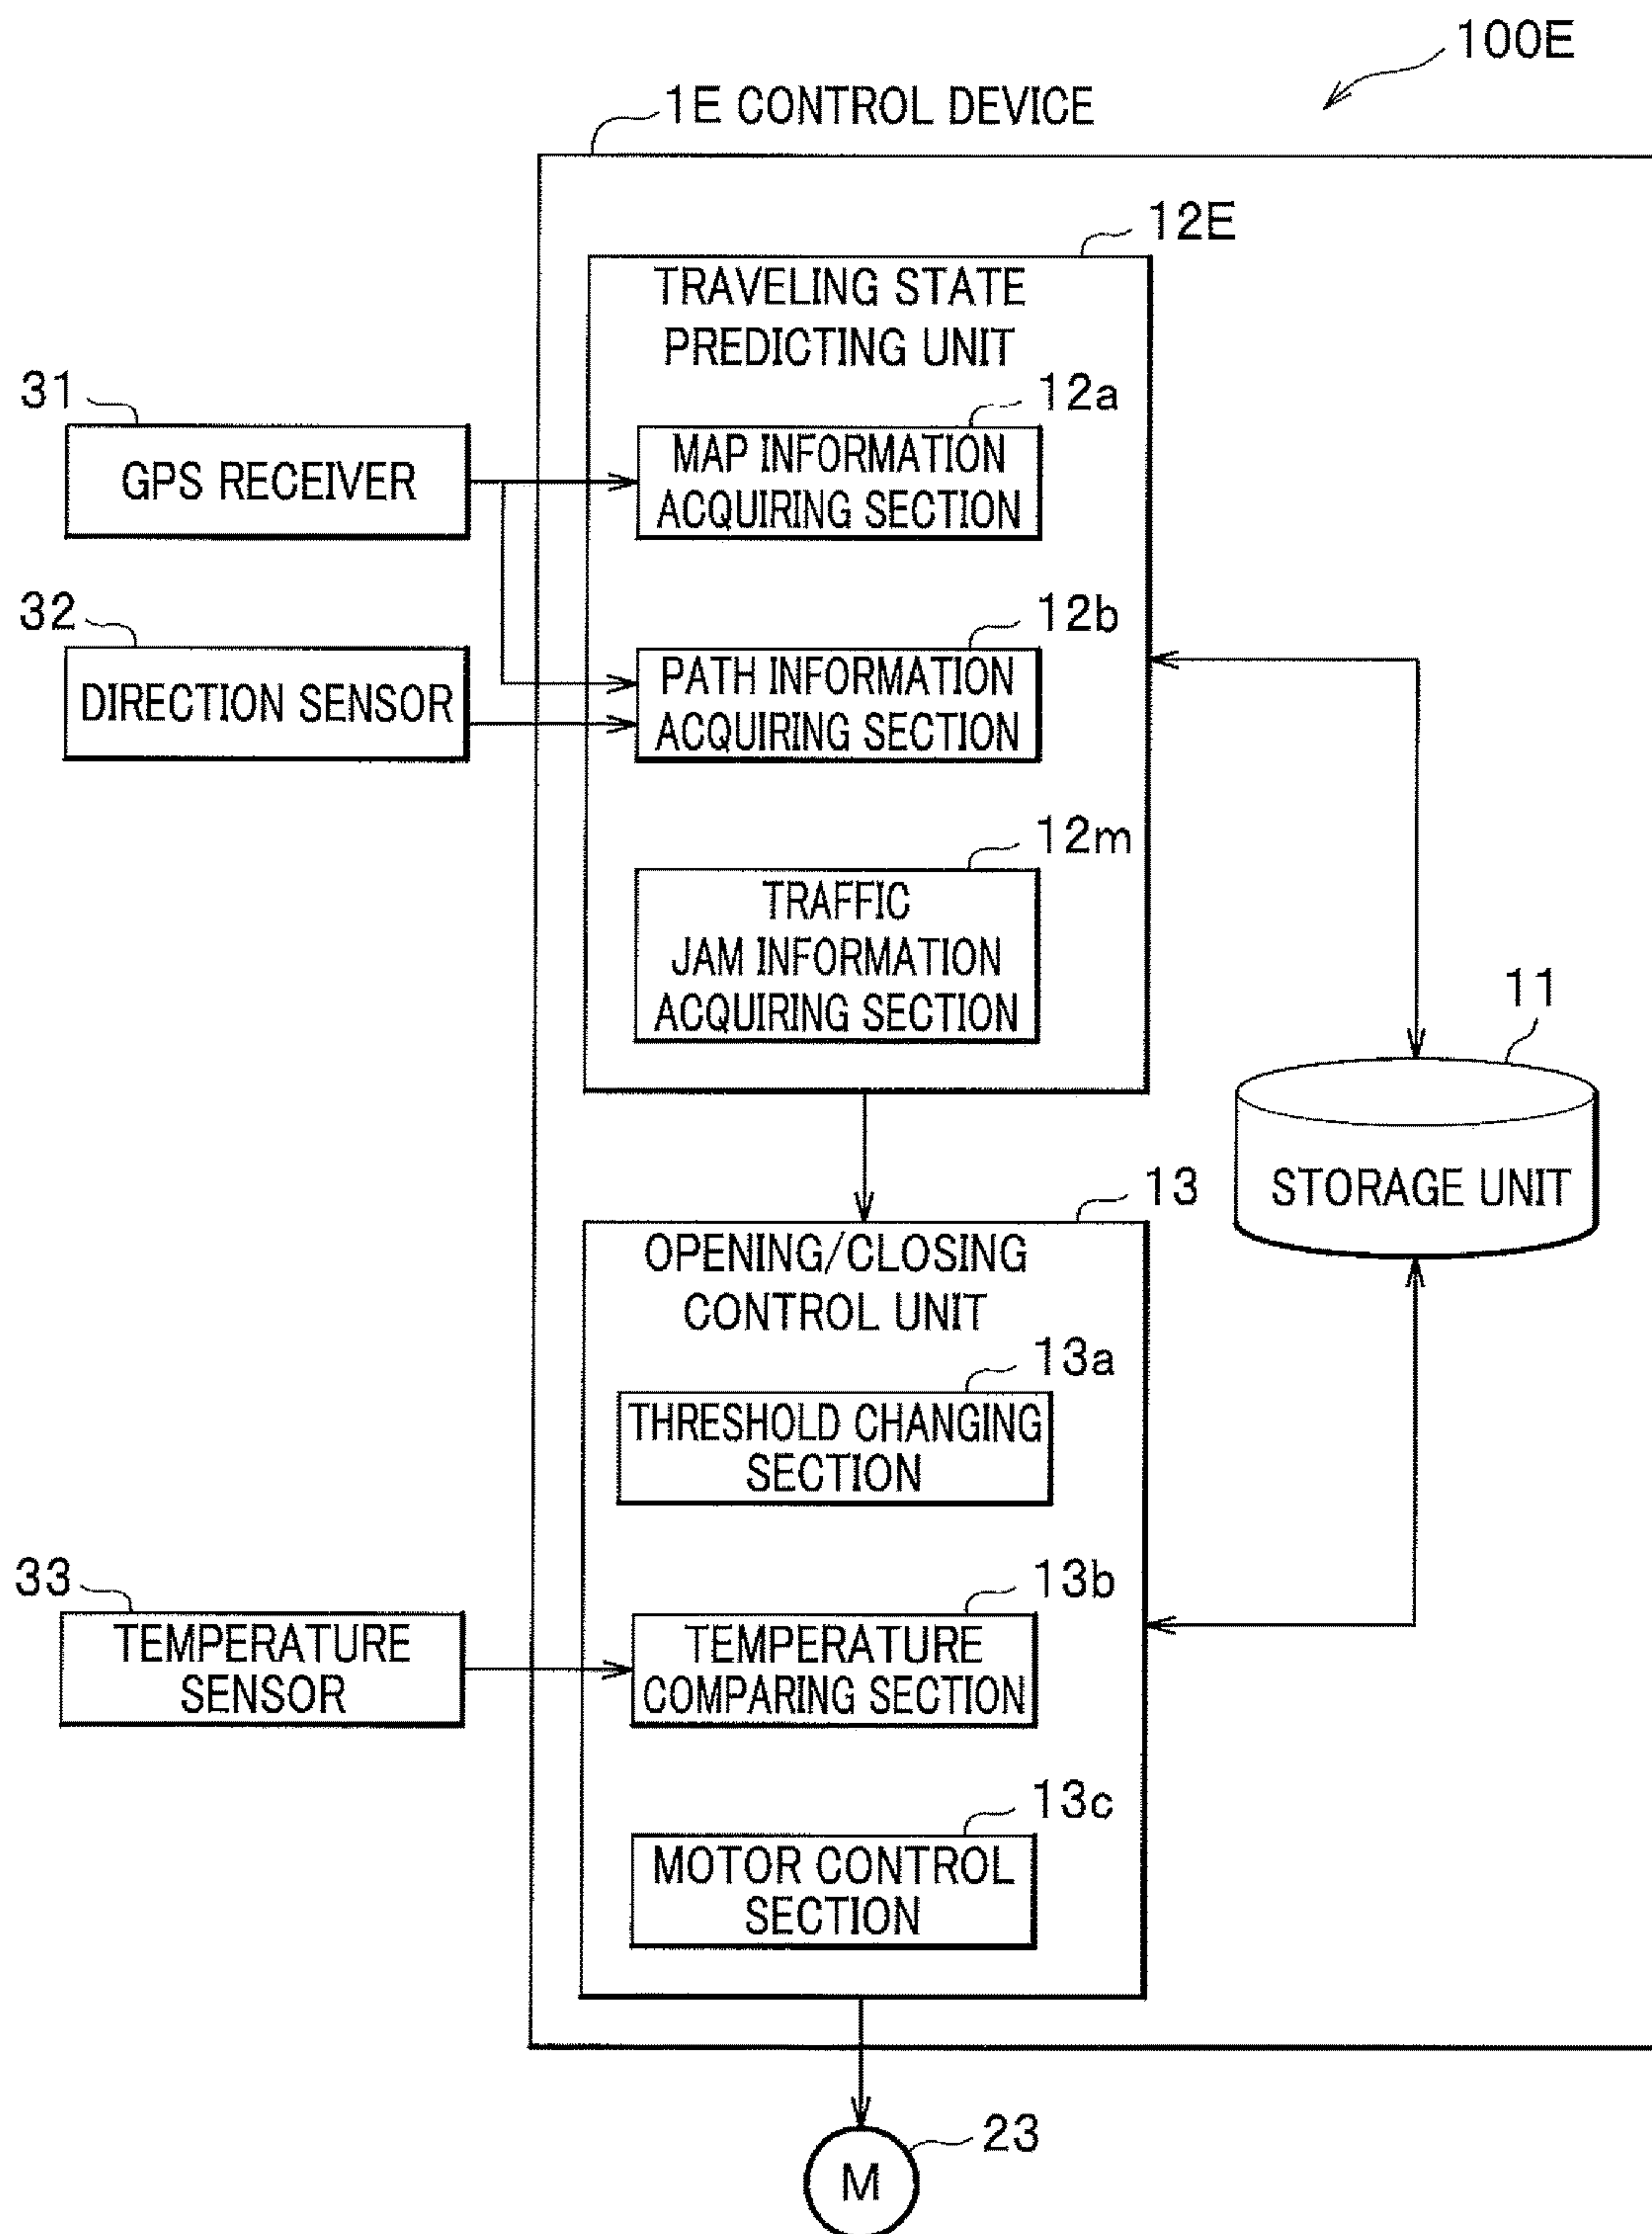 100E
1E CONTROL DEVICE
12E
TRAVELING STATE
PREDICTING UNIT
31
12a
GPS RECEIVER
MAP INFORMATION
ACQUIRING SECTION
32
12b
DIRECTION SENSOR
PATH INFORMATION
ACQUIRING SECTION
12m
TRAFFIC
JAM INFORMATION
ACQUIRING SECTION
11
STORAGE UNIT
13
OPENING/CLOSING
CONTROL UNIT
13a
THRESHOLD CHANGING
SECTION
33
13b
TEMPERATURE
SENSOR
TEMPERATURE
COMPARING SECTION
13c
MOTOR CONTROL
SECTION
23
M